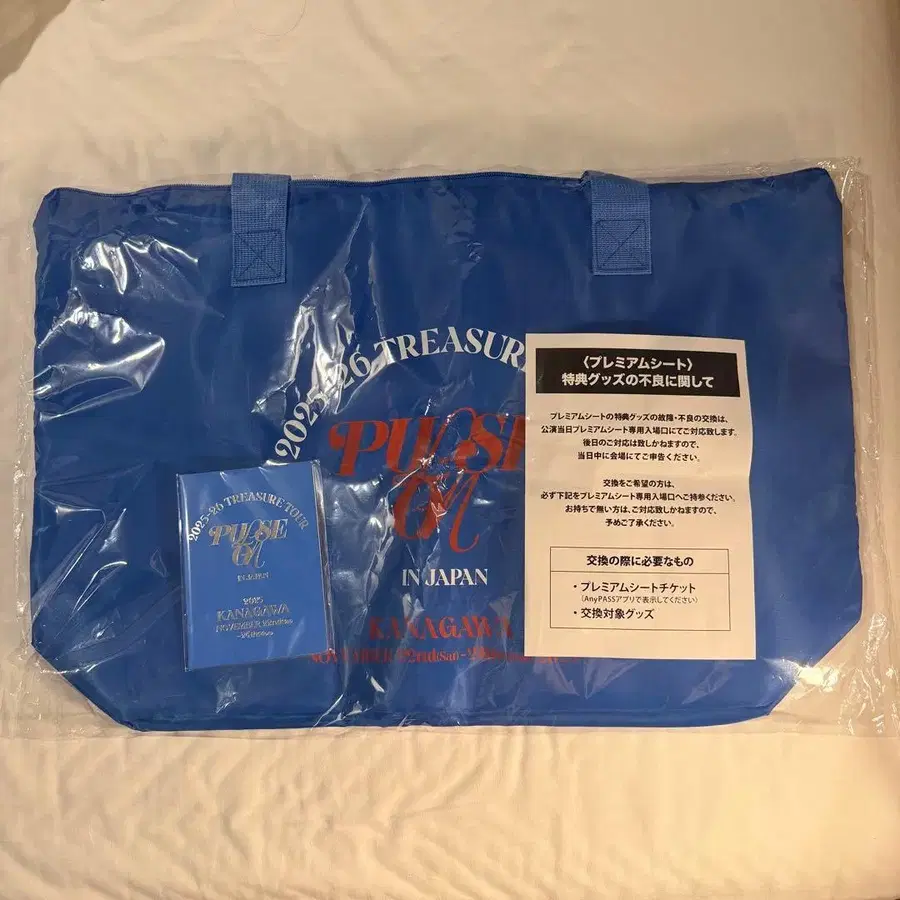 2025-26 TREASURE
PULSE
ON
IN JAPAN
KANAGAWA
2025-26 TREASURE TOUR
PULSE
ON
IN JAPAN
2025
KANAGAWA
NOVEMBER
〈プレミアムシート〉
特典グッズの不良に関して
プレミアムシートの特典グッズの故障・不良の交換は、
公演当日プレミアムシート専用入場口にてご対応致します。
後日のご対応は致しかねますので、
当日中に会場にてご申告ください。
交換をご希望の方は、
必ず下記をプレミアムシート専用入場口へご持参ください。
お持ちで無い方は、ご対応致しかねますので、
予めご了承ください。
交換の際に必要なもの
・プレミアムシートチケット
（AnyPASSアプリで表示してください）
・交換対象グッズ